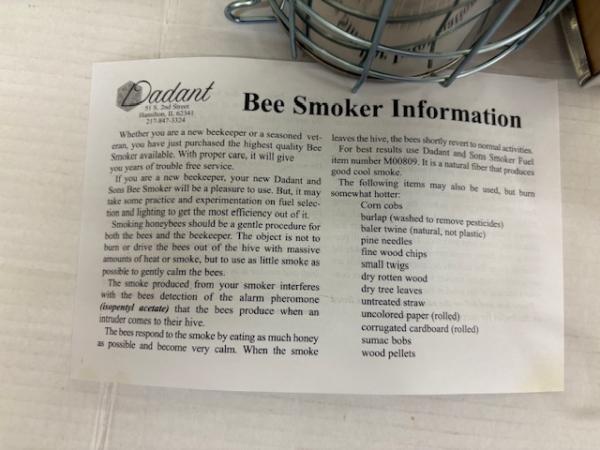 Dadant
51 S. 2nd Street
Hamilton, IL 62341
217-847-3324
Bee Smoker Information
Whether you are a new beekeeper or a seasoned vet-
eran, you have just purchased the highest quality Bee
Smoker available. With proper care, it will give
you years of trouble free service.
If you are a new beekeeper, your new Dadant and
Sons Bee Smoker will be a pleasure to use. But, it may
take some practice and experimentation on fuel selec-
tion and lighting to get the most efficiency out of it.
Smoking honeybees should be a gentle procedure for
both the bees and the beekeeper. The object is not to
burn or drive the bees out of the hive with massive
amounts of heat or smoke, but to use as little smoke as
possible to gently calm the bees.
The smoke produced from your smoker interferes
with the bees detection of the alarm pheromone
(isopentyl acetate) that the bees produce when an
intruder comes to their hive.
The bees respond to the smoke by eating as much honey
as possible and become very calm. When the smoke
leaves the hive, the bees shortly revert to normal activities.
For best results use Dadant and Sons Smoker Fuel
item number M00809. It is a natural fiber that produces
good cool smoke.
The following items may also be used, but burn
somewhat hotter:
Corn cobs
burlap (washed to remove pesticides)
baler twine (natural, not plastic)
pine needles
fine wood chips
small twigs
dry rotten wood
dry tree leaves
untreated straw
uncolored paper (rolled)
corrugated cardboard (rolled)
sumac bobs
wood pellets